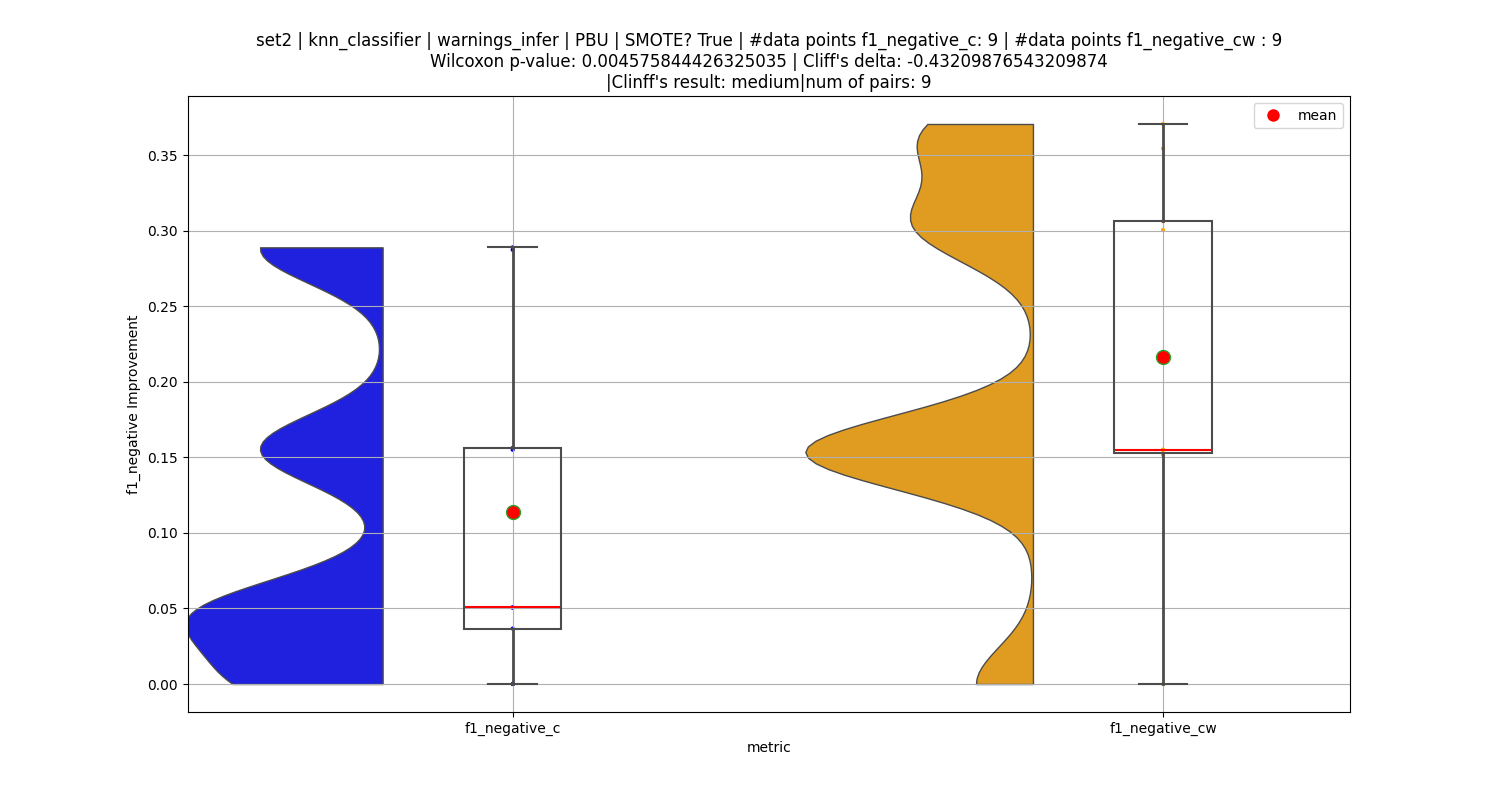 set2 | knn_classifier | warnings_infer | PBU | SMOTE? True | #data points f1_negative_c: 9 | #data points f1_negative_cw : 9
Wilcoxon p-value: 0.004575844426325035 | Cliff's delta: -0.43209876543209874
|Clinff's result: medium|num of pairs: 9
mean
0.35
0.30
0.25
0.20
0.15
0.10
0.05
0.00
f1_negative Improvement
f1_negative_c
f1_negative_cw
metric